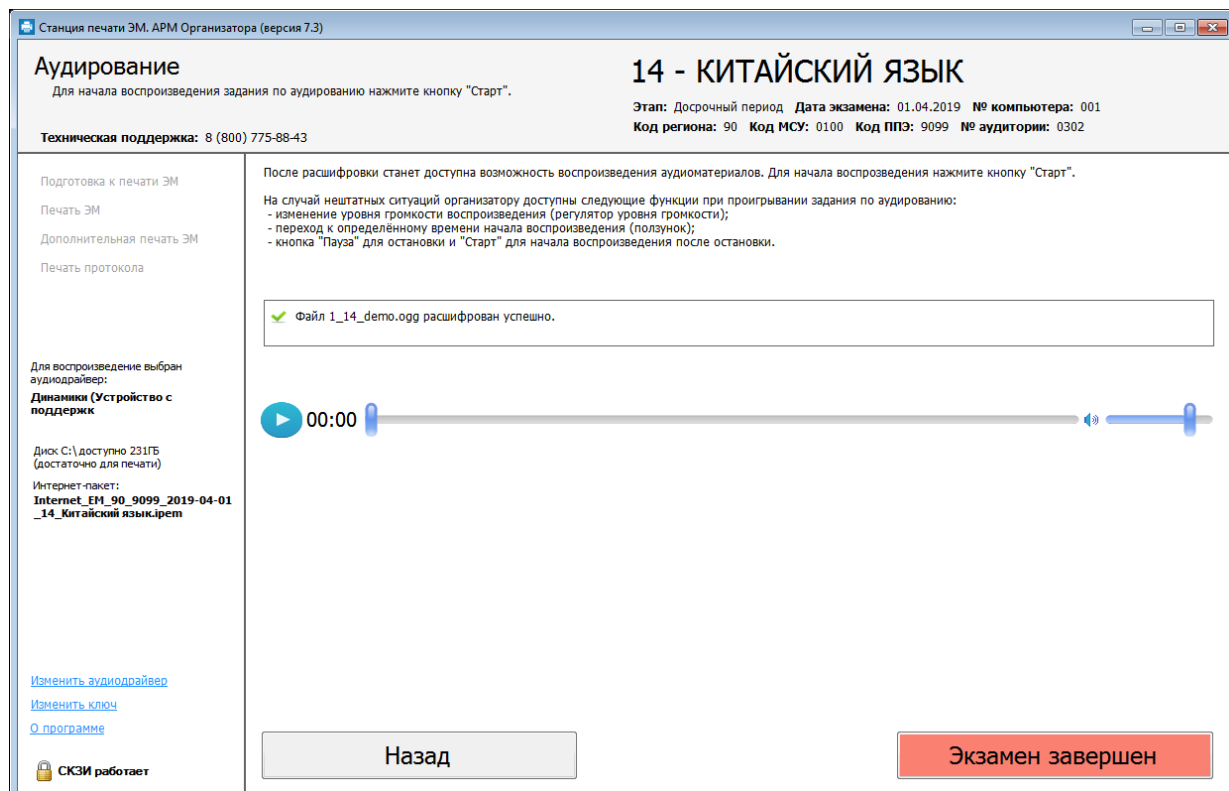 Станция печати ЭМ. АРМ Организатора (версия 7.3)
Аудирование
Для начала воспроизведения задания по аудированию нажмите кнопку "Старт".
Техническая поддержка: 8 (800) 775-88-43
14 - КИТАЙСКИЙ ЯЗЫК
Этап: Досрочный период Дата экзамена: 01.04.2019 № компьютера: 001
Код региона: 90 Код МСУ: 0100 Код ППЭ: 9099 № аудитории: 0302
Подготовка к печати ЭМ
Печать ЭМ
Дополнительная печать ЭМ
Печать протокола
Для воспроизведение выбран
аудиодрайвер:
Динамики (Устройство с
поддержк
Диск C:\ доступно 231ГБ
(достаточно для печати)
Интернет-пакет:
Internet_EM_90_9099_2019-04-01
_14_Китайский язык.ipem
Изменить аудиодрайвер
Изменить ключ
О программе
СКЗИ работает
После расшифровки станет доступна возможность воспроизведения аудиоматериалов. Для начала воспрозведения нажмите кнопку "Старт".
На случай нештатных ситуаций организатору доступны следующие функции при проигрывании задания по аудированию:
- изменение уровня громкости воспроизведения (регулятор уровня громкости);
- переход к определённому времени начала воспроизведения (ползунок);
- кнопка "Пауза" для остановки и "Старт" для начала воспроизведения после остановки.
Файл 1_14_demo.ogg расшифрован успешно.
00:00
Назад
Экзамен завершен